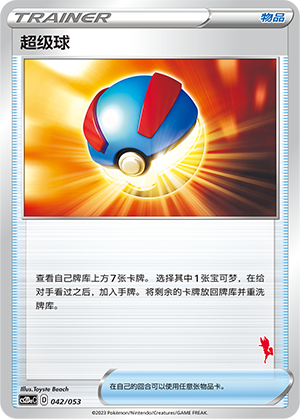 TRAINER 物品
超级球
查看自己牌库上方7张卡牌。选择其中1张宝可梦，在给
对手看过之后，加入手牌。将剩余的卡牌放回牌库并重洗
牌库。
Illus.Toyste Beach
D 042/053
在自己的回合可以使用任意张物品卡。
©2023 Pokémon/Nintendo/Creatures/GAME FREAK.